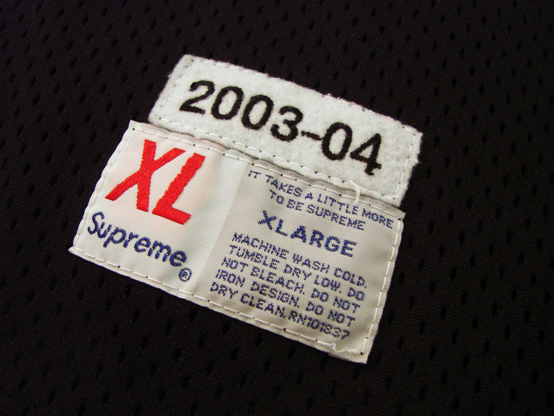 2003-04
XL
Supreme®
IT TAKES A LITTLE MORE
TO BE SUPREME
XLARGE
MACHINE WASH COLD.
TUMBLE DRY LOW. DO
NOT BLEACH. DO NOT
IRON DESIGN. DO NOT
DRY CLEAN. RN101837